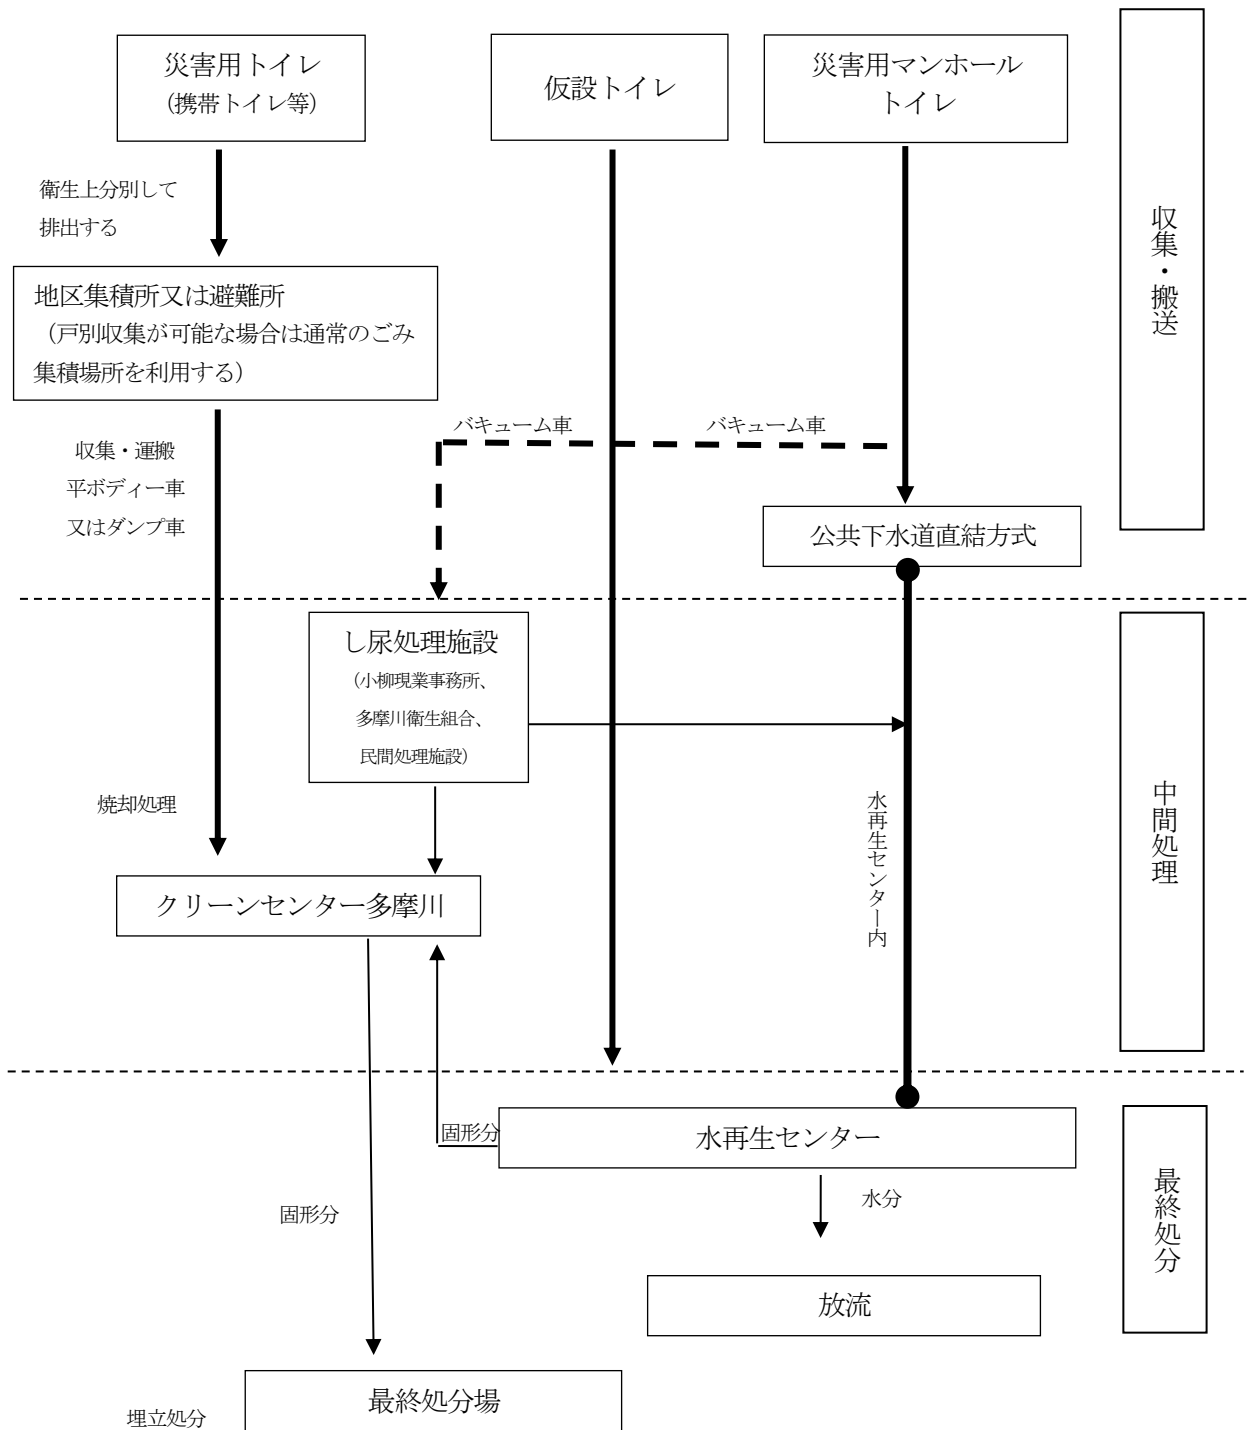 災害用トイレ
（携帯トイレ等）
仮設トイレ
災害用マンホール
トイレ
収集・搬送
衛生上分別して
排出する
地区集積所又は避難所
（戸別収集が可能な場合は通常のごみ
集積場所を利用する）
バキューム車
バキューム車
収集・運搬
平ボディー車
又はダンプ車
公共下水道直結方式
し尿処理施設
（小柳現業事務所、
多摩川衛生組合、
民間処理施設）
中間処理
焼却処理
水再生センター内
クリーンセンター多摩川
固形分
水再生センター
最終処分
水分
固形分
放流
最終処分場
埋立処分